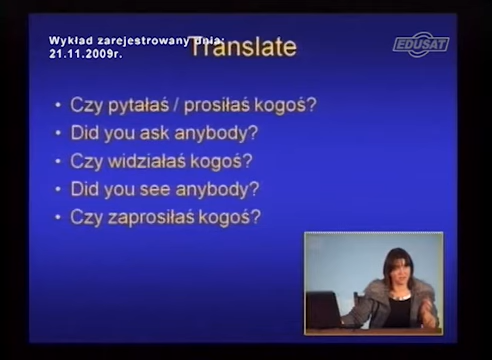 Wykład zarejestrowany dnia:
21.11.2009r.
Translate
EDUSAT
• Czy pytałaś / prosiłaś kogoś?
• Did you ask anybody?
• Czy widziałaś kogoś?
• Did you see anybody?
• Czy zaprosiłaś kogoś?